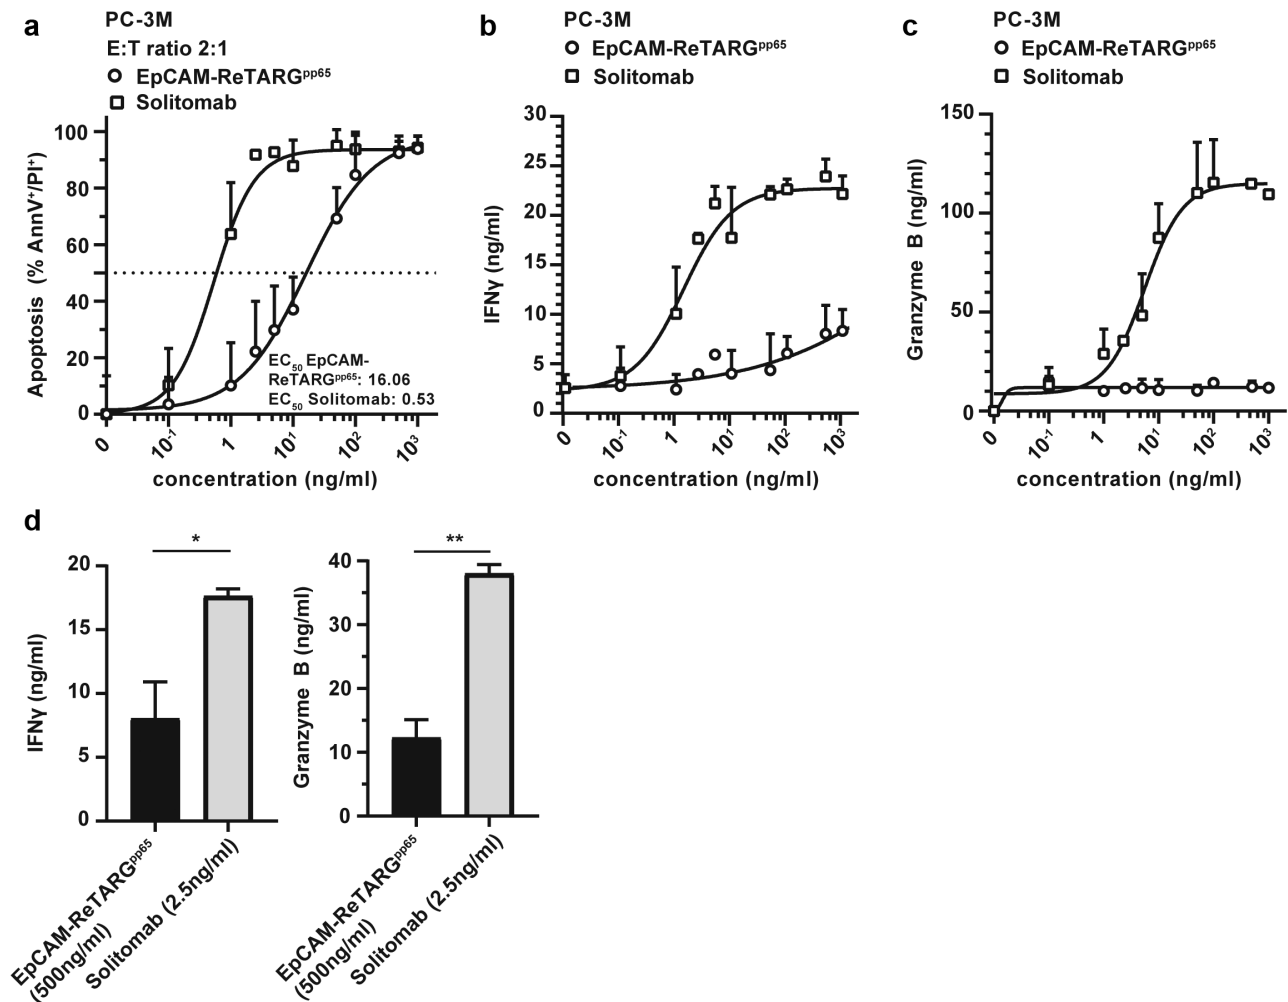 a
PC-3M
E:T ratio 2:1
EpCAM-ReTARGpp65
Solitomab
Apoptosis (% AnnV+/PI+)
100
80
60
40
20
0
EC50 EpCAM-
ReTARGpp65: 16.06
EC50 Solitomab: 0.53
0 10-1 1 101 102 103
concentration (ng/ml)
b
PC-3M
EpCAM-ReTARGpp65
Solitomab
IFNγ (ng/ml)
30
25
20
15
10
5
0
0 10-1 1 101 102 103
concentration (ng/ml)
c
PC-3M
EpCAM-ReTARGpp65
Solitomab
Granzyme B (ng/ml)
150
100
50
0
0 10-1 1 101 102 103
concentration (ng/ml)
d
*
IFNγ (ng/ml)
20
15
10
5
0
EpCAM-ReTARGpp65
(500ng/ml)
Solitomab (2.5ng/ml)
**
Granzyme B (ng/ml)
40
30
20
10
0
EpCAM-ReTARGpp65
(500ng/ml)
Solitomab (2.5ng/ml)